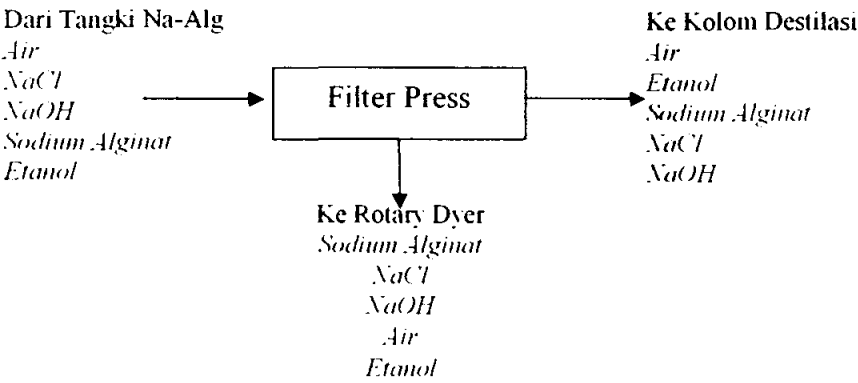 Dari Tangki Na-Alg
Air
NaCl
NaOH
Sodium Alginat
Etanol
Filter Press
Ke Kolom Destilasi
Air
Etanol
Sodium Alginat
NaCl
NaOH
Ke Rotary Dyer
Sodium Alginat
NaCl
NaOH
Air
Etanol